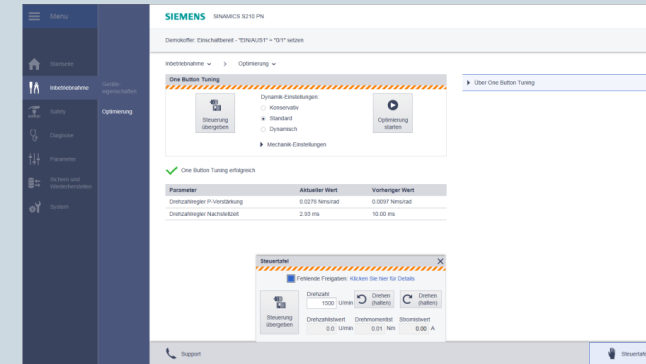 Menu
SIEMENS SINAMICS S210 PN
Demokoffer: Einschaltbereit - "EIN/AUS1" = "0/1" setzen
Startseite
Inbetriebnahme
Safety
Diagnose
Parameter
Sichern und
Wiederherstellen
System
Geräte-
eigenschaften
Optimierung
Inbetriebnahme > Optimierung
One Button Tuning
Steuerung
übergeben
Dynamik-Einstellungen:
Konservativ
Standard
Dynamisch
Mechanik-Einstellungen
Optimierung
starten
Über One Button Tuning
One Button Tuning erfolgreich
Parameter Aktueller Wert Vorheriger Wert
Drehzahlregler P-Verstärkung 0.0279 Nms/rad 0.0097 Nms/rad
Drehzahlregler Nachstellzeit 2.93 ms 10.00 ms
Steuertafel
Fehlende Freigaben: Klicken Sie hier für Details
Steuerung
übergeben
Drehzahl
1500 U/min
Drehen
(halten)
Drehen
(halten)
Drehzahlistwert Drehmomentist Stromistwert
0.0 U/min 0.01 Nm 0.00 A
Support
Steuertafel